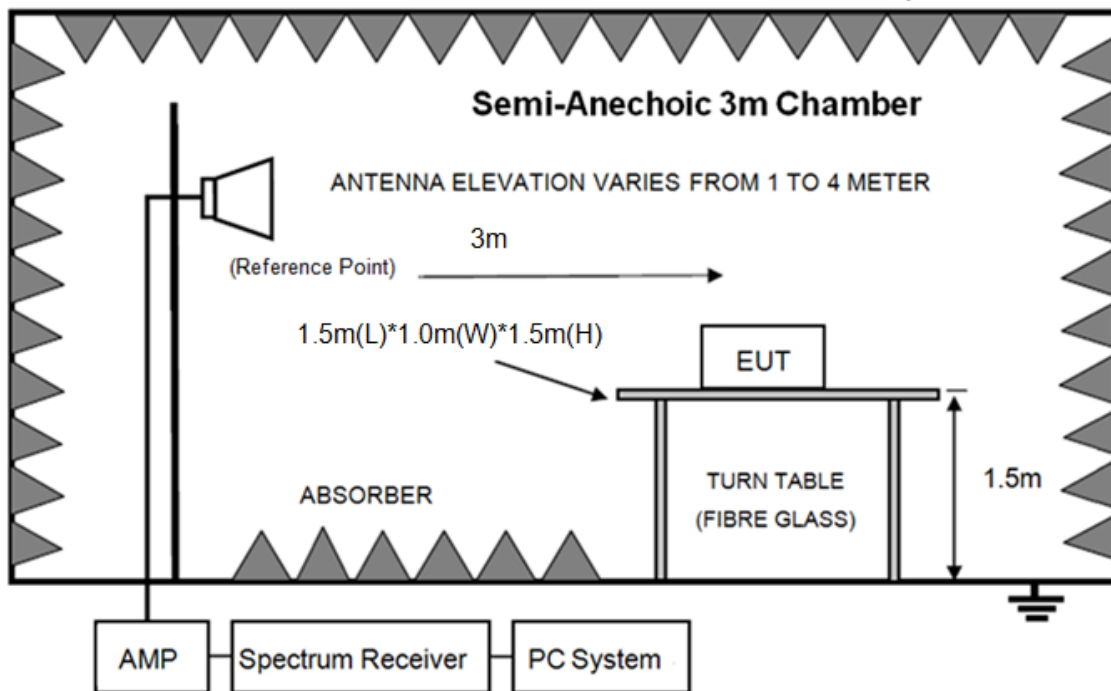 Semi-Anechoic 3m Chamber
ANTENNA ELEVATION VARIES FROM 1 TO 4 METER
3m
(Reference Point)
1.5m(L)*1.0m(W)*1.5m(H)
EUT
ABSORBER
TURN TABLE
(FIBRE GLASS)
1.5m
AMP
Spectrum Receiver
PC System